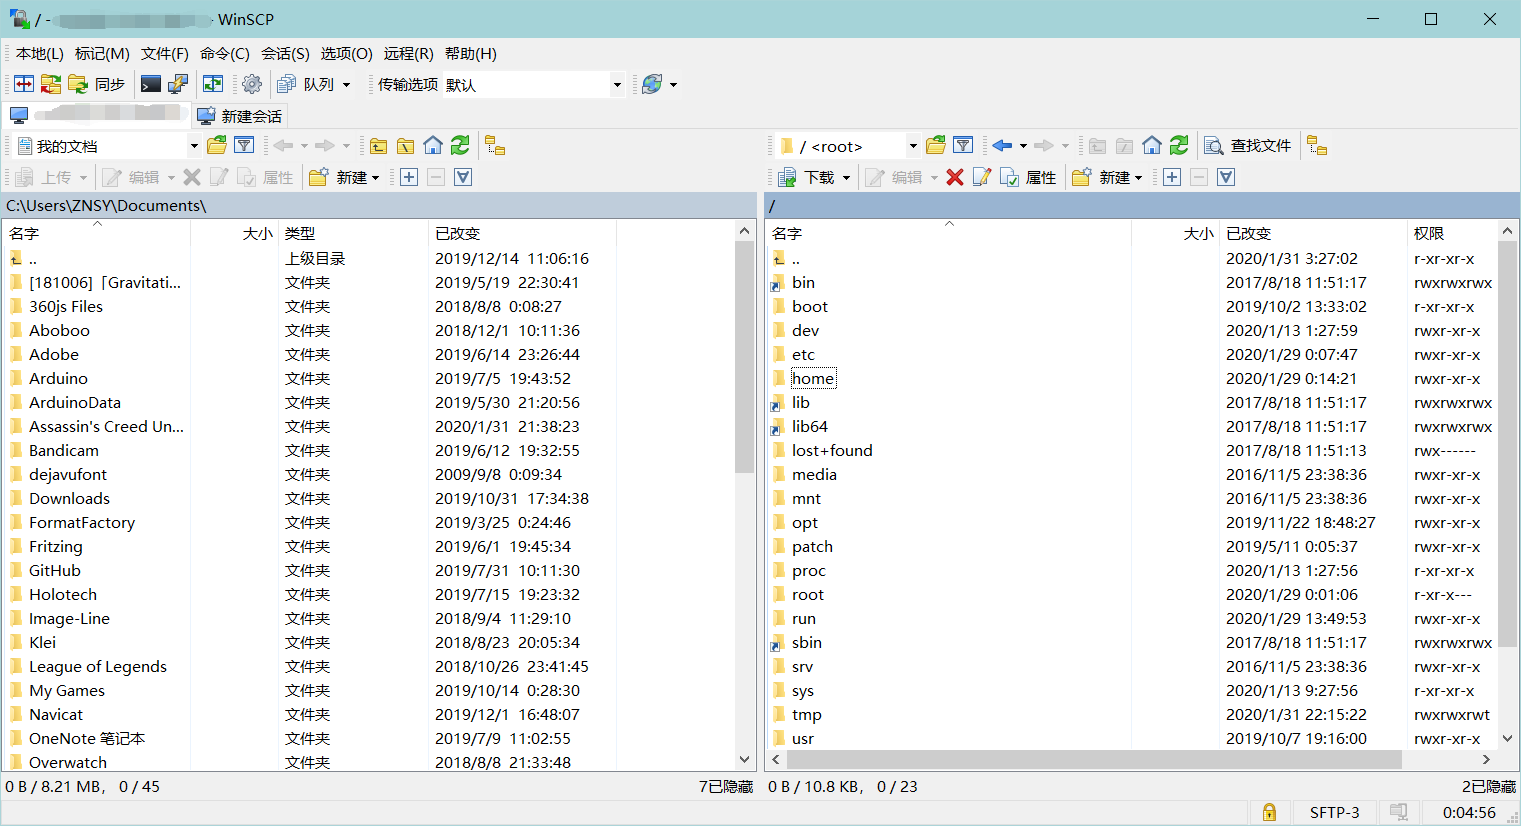 / - - WinSCP
本地(L) 标记(M) 文件(F) 命令(C) 会话(S) 选项(O) 远程(R) 帮助(H)
同步 队列 传输选项 默认
新建会话
我的文档
/ <root> 查找文件
上传 编辑 属性 新建
下载 编辑 属性 新建
C:\Users\ZNSY\Documents\
/
名字 大小 类型 已改变
.. 上级目录 2019/12/14 11:06:16
[181006]「Gravitati... 文件夹 2019/5/19 22:30:41
360js Files 文件夹 2018/8/8 0:08:27
Aboboo 文件夹 2018/12/1 10:11:36
Adobe 文件夹 2019/6/14 23:26:44
Arduino 文件夹 2019/7/5 19:43:52
ArduinoData 文件夹 2019/5/30 21:20:56
Assassin's Creed Un... 文件夹 2020/1/31 21:38:23
Bandicam 文件夹 2019/6/12 19:32:55
dejavufont 文件夹 2009/9/8 0:09:34
Downloads 文件夹 2019/10/31 17:34:38
FormatFactory 文件夹 2019/3/25 0:24:46
Fritzing 文件夹 2019/6/1 19:45:34
GitHub 文件夹 2019/7/31 10:11:30
Holotech 文件夹 2019/7/15 19:23:32
Image-Line 文件夹 2018/9/4 11:29:10
Klei 文件夹 2018/8/23 20:05:34
League of Legends 文件夹 2018/10/26 23:41:45
My Games 文件夹 2019/10/14 0:28:30
Navicat 文件夹 2019/12/1 16:48:07
OneNote 笔记本 文件夹 2019/7/9 11:02:55
Overwatch 文件夹 2018/8/8 21:33:48
0 B / 8.21 MB, 0 / 45 7已隐藏
名字 大小 已改变 权限
.. 2020/1/31 3:27:02 r-xr-xr-x
bin 2017/8/18 11:51:17 rwxrwxrwx
boot 2019/10/2 13:33:02 r-xr-xr-x
dev 2020/1/13 1:27:59 rwxr-xr-x
etc 2020/1/29 0:07:47 rwxr-xr-x
home 2020/1/29 0:14:21 rwxr-xr-x
lib 2017/8/18 11:51:17 rwxrwxrwx
lib64 2017/8/18 11:51:17 rwxrwxrwx
lost+found 2017/8/18 11:51:13 rwx------
media 2016/11/5 23:38:36 rwxr-xr-x
mnt 2016/11/5 23:38:36 rwxr-xr-x
opt 2019/11/22 18:48:27 rwxr-xr-x
patch 2019/5/11 0:05:37 rwxr-xr-x
proc 2020/1/13 1:27:56 r-xr-xr-x
root 2020/1/29 0:01:06 r-xr-x---
run 2020/1/29 13:49:53 rwxr-xr-x
sbin 2017/8/18 11:51:17 rwxrwxrwx
srv 2016/11/5 23:38:36 rwxr-xr-x
sys 2020/1/13 9:27:56 r-xr-xr-x
tmp 2020/1/31 22:15:22 rwxrwxrwt
usr 2019/10/7 19:16:00 rwxr-xr-x
0 B / 10.8 KB, 0 / 23 2已隐藏
SFTP-3 0:04:56